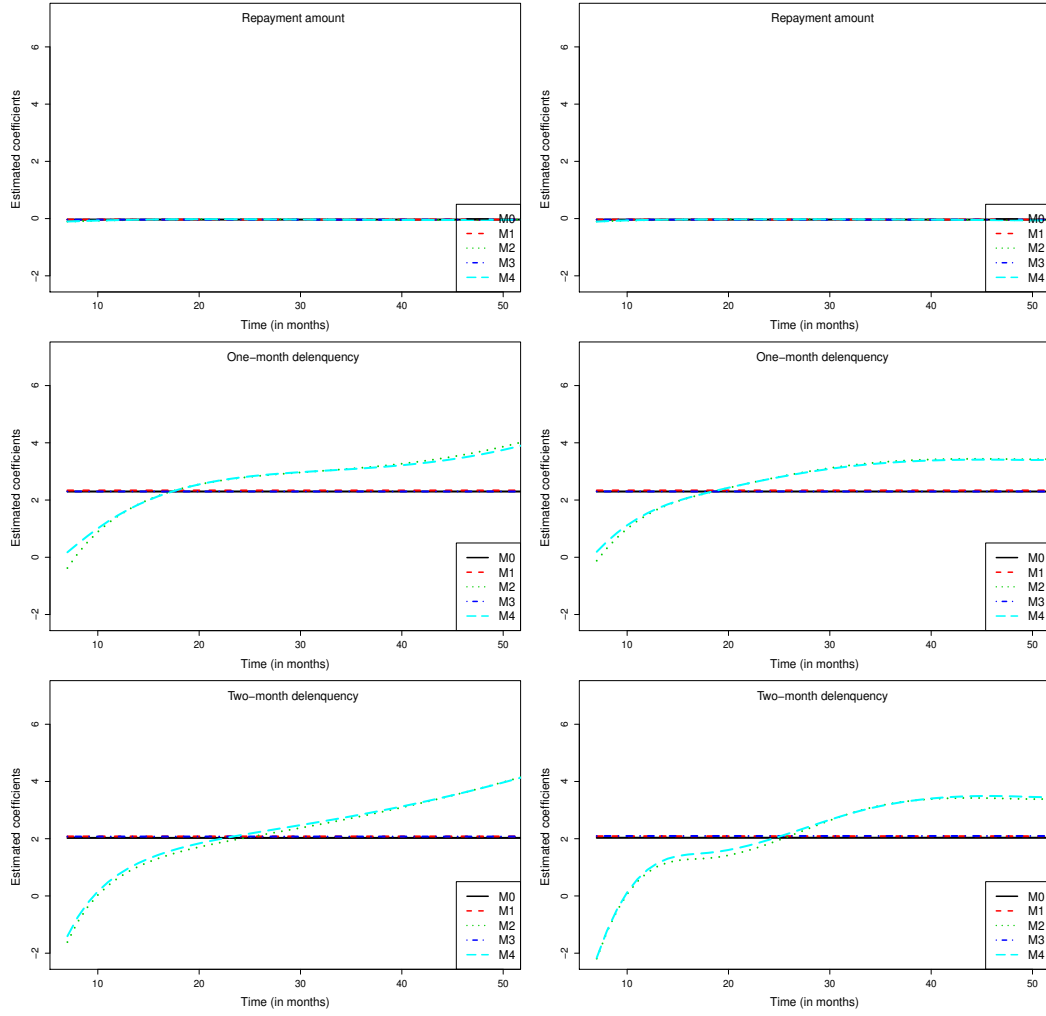 Repayment amount
Estimated coefficients
6
4
2
0
−2
M0
M1
M2
M3
M4
10 20 30 40 50
Time (in months)
Repayment amount
Estimated coefficients
6
4
2
0
−2
M0
M1
M2
M3
M4
10 20 30 40 50
Time (in months)
One−month delenquency
Estimated coefficients
6
4
2
0
−2
M0
M1
M2
M3
M4
10 20 30 40 50
Time (in months)
One−month delenquency
Estimated coefficients
6
4
2
0
−2
M0
M1
M2
M3
M4
10 20 30 40 50
Time (in months)
Two−month delenquency
Estimated coefficients
6
4
2
0
−2
M0
M1
M2
M3
M4
10 20 30 40 50
Time (in months)
Two−month delenquency
Estimated coefficients
6
4
2
0
−2
M0
M1
M2
M3
M4
10 20 30 40 50
Time (in months)